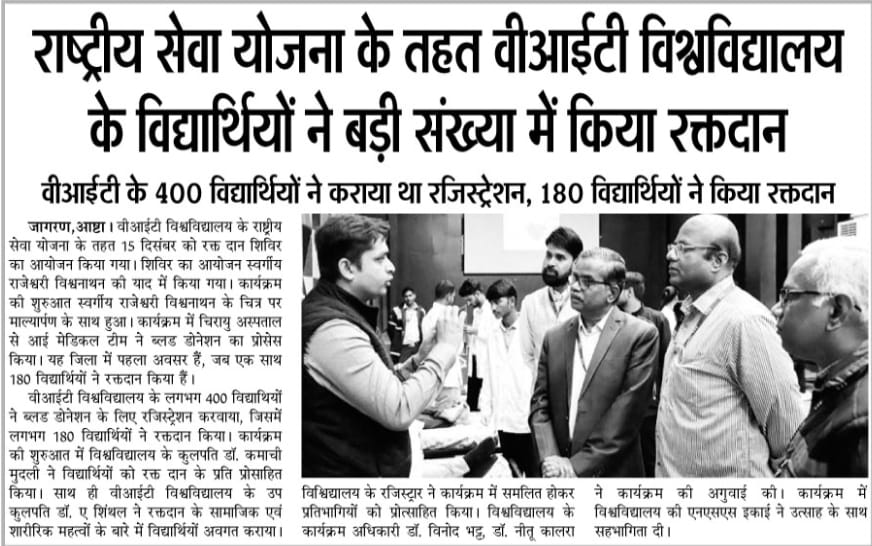 राष्ट्रीय सेवा योजना के तहत वीआईटी विश्वविद्यालय
के विद्यार्थियों ने बड़ी संख्या में किया रक्तदान
वीआईटी के 400 विद्यार्थियों ने कराया था रजिस्ट्रेशन, 180 विद्यार्थियों ने किया रक्तदान
जागरण,आष्टा। वीआईटी विश्वविद्यालय के राष्ट्रीय
सेवा योजना के तहत 15 दिसंबर को रक्त दान शिविर
का आयोजन किया गया। शिविर का आयोजन स्वर्गीय
राजेश्वरी विश्वनाथन की याद में किया गया। कार्यक्रम
की शुरुआत स्वर्गीय राजेश्वरी विश्वनाथन के चित्र पर
माल्यार्पण के साथ हुआ। कार्यक्रम में चिरायु अस्पताल
से आई मेडिकल टीम ने ब्लड डोनेशन का प्रोसेस
किया। यह जिला में पहला अवसर हैं, जब एक साथ
180 विद्यार्थियों ने रक्तदान किया हैं।
वीआईटी विश्वविद्यालय के लगभग 400 विद्याथियों
ने ब्लड डोनेशन के लिए रजिस्ट्रेशन करवाया, जिसमें
लगभग 180 विद्यार्थियों ने रक्तदान किया। कार्यक्रम
की शुरुआत में विश्वविद्यालय के कुलपति डॉ. कामाची
मुदली ने विद्यार्थियों को रक्त दान के प्रति प्रोसाहित
किया। साथ ही वीआईटी विश्वविद्यालय के उप
कुलपति डॉ. ए शिंथल ने रक्तदान के सामाजिक एवं
शारीरिक महत्वों के बारे में विद्यार्थियों अवगत कराया।
विश्विद्यालय के रजिस्ट्रार ने कार्यक्रम में समलित होकर
प्रतिभागियों को प्रोत्साहित किया। विश्वविद्यालय के
कार्यक्रम अधिकारी डॉ. विनोद भट्ट, डॉ. नीतू कालरा
ने कार्यक्रम की अगुवाई की। कार्यक्रम में
विश्वविद्यालय की एनएसएस इकाई ने उत्साह के साथ
सहभागिता दी।